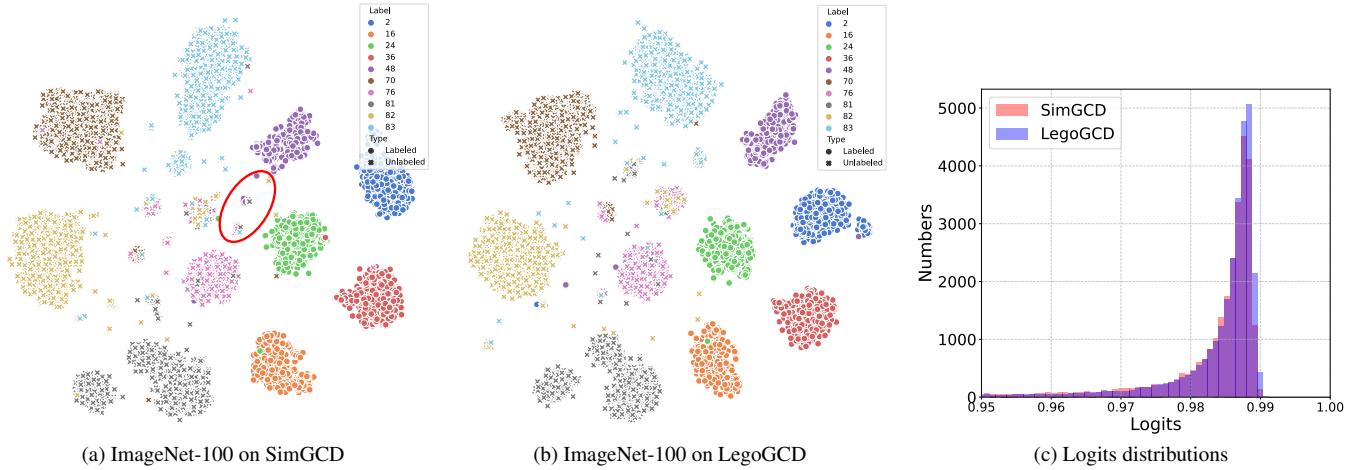 Label
2
16
24
36
48
70
76
81
82
83
Type
Labeled
Unlabeled
(a) ImageNet-100 on SimGCD
Label
2
16
24
36
48
70
76
81
82
83
Type
Labeled
Unlabeled
(b) ImageNet-100 on LegoGCD
SimGCD
LegoGCD
Numbers
5000
4000
3000
2000
1000
0
0.95 0.96 0.97 0.98 0.99 1.00
Logits
(c) Logits distributions